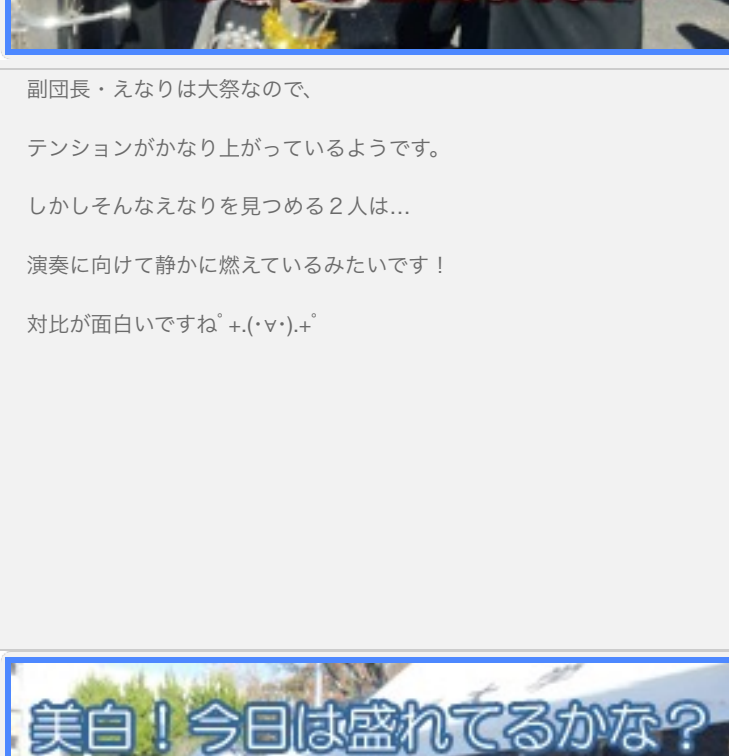 副団長・えなりは大祭なので、
テンションがかなり上がっているようです。
しかしそんなえなりを見つめる２人は…
演奏に向けて静かに燃えているみたいです！
対比が面白いですねﾟ+.(･∀･).+ﾟ
美白！今日は盛れてるかな？